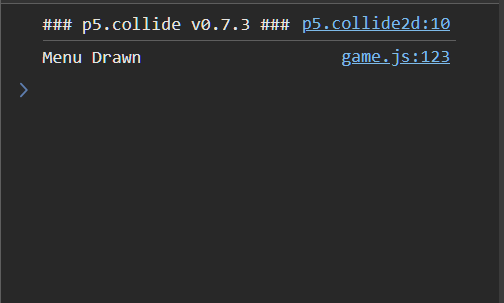 ### p5.collide v0.7.3 ### p5.collide2d:10
Menu Drawn game.js:123